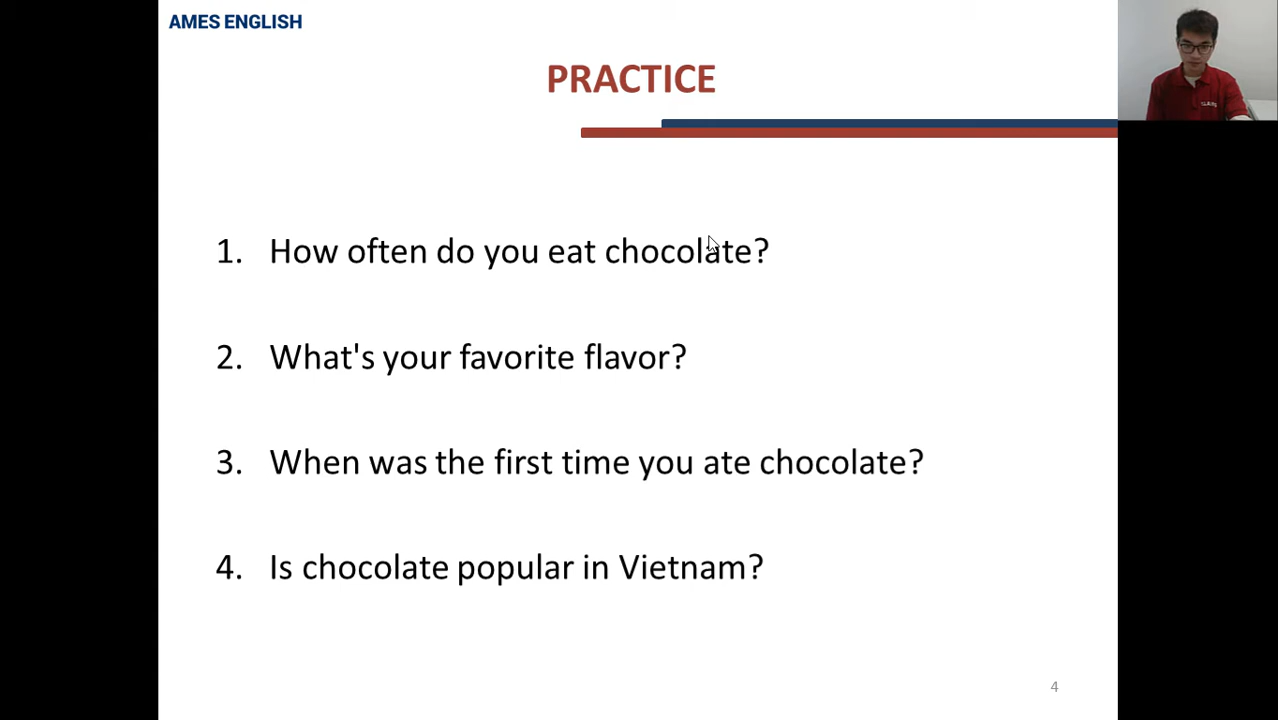 AMES ENGLISH
PRACTICE
1. How often do you eat chocolate?
2. What's your favorite flavor?
3. When was the first time you ate chocolate?
4. Is chocolate popular in Vietnam?
4